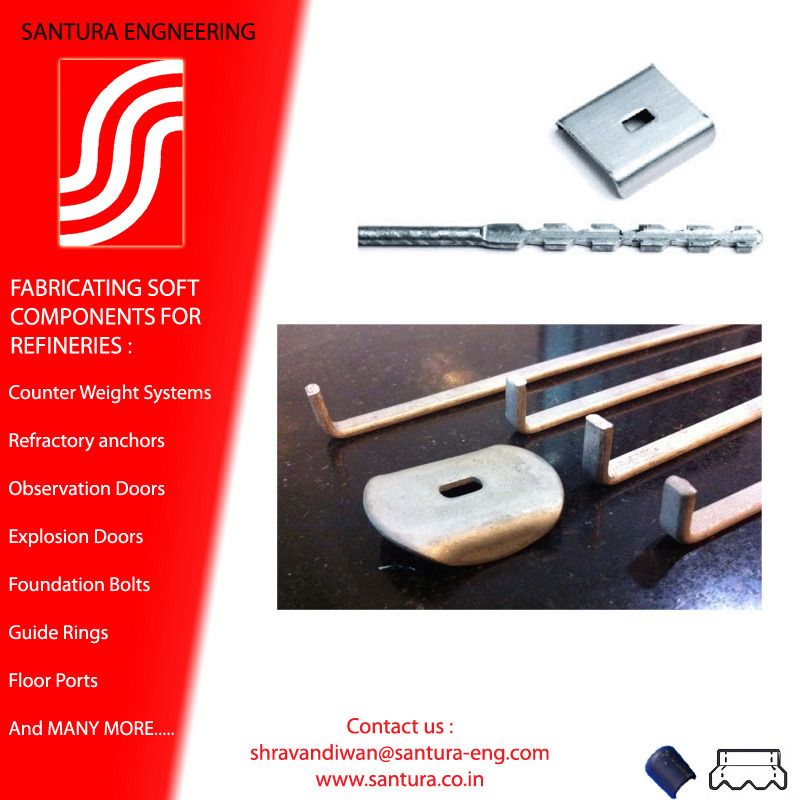 SANTURA ENGNEERING
FABRICATING SOFT
COMPONENTS FOR
REFINERIES :
Counter Weight Systems
Refractory anchors
Observation Doors
Explosion Doors
Foundation Bolts
Guide Rings
Floor Ports
And MANY MORE.....
Contact us :
shravandiwan@santura-eng.com
www.santura.co.in